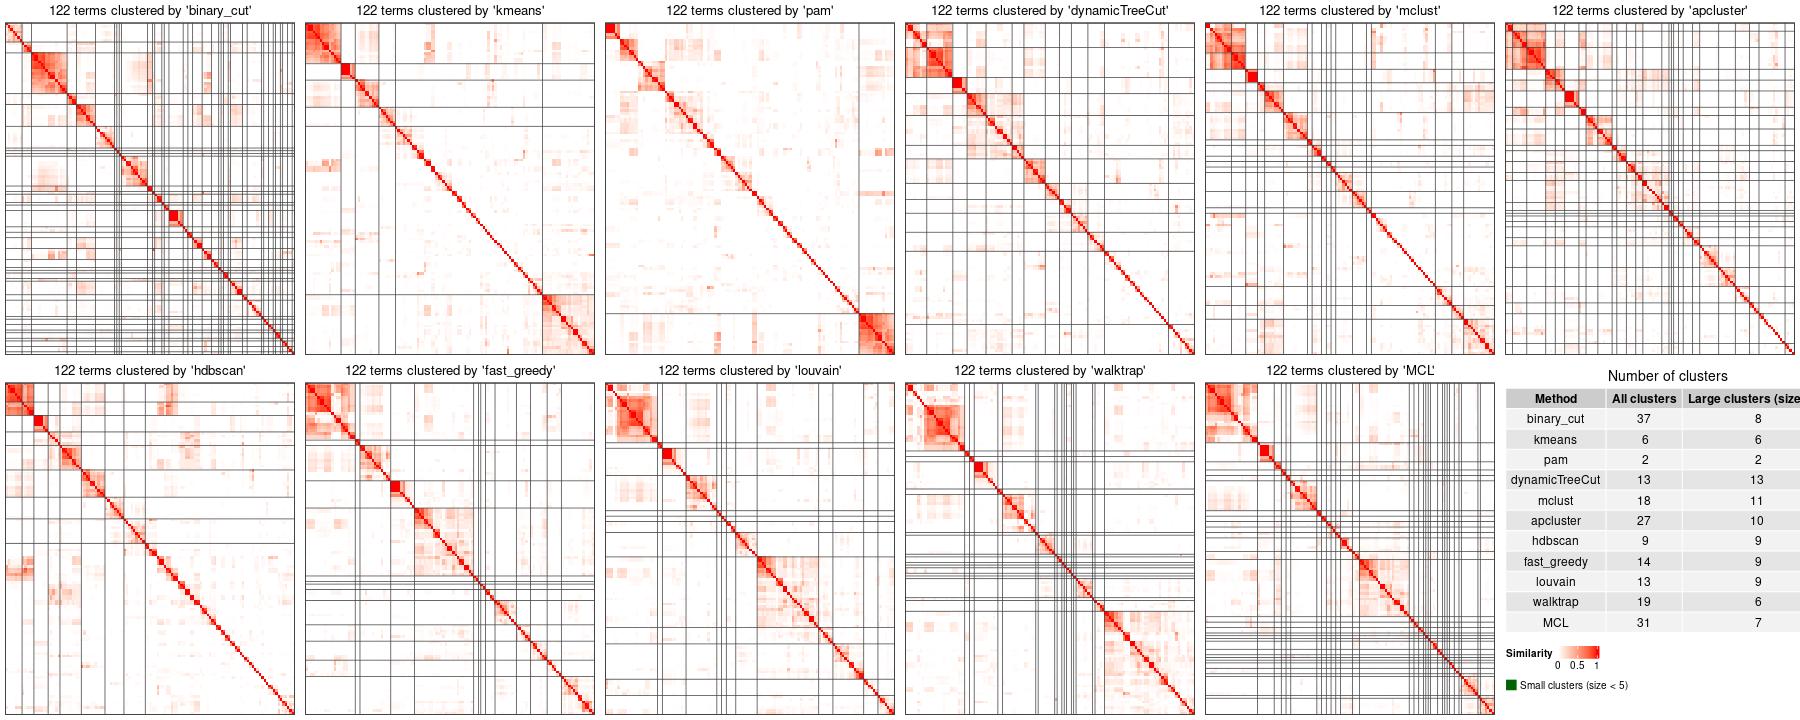 122 terms clustered by 'binary_cut'
122 terms clustered by 'kmeans'
122 terms clustered by 'pam'
122 terms clustered by 'dynamicTreeCut'
122 terms clustered by 'mclust'
122 terms clustered by 'apcluster'
122 terms clustered by 'hdbscan'
122 terms clustered by 'fast_greedy'
122 terms clustered by 'louvain'
122 terms clustered by 'walktrap'
122 terms clustered by 'MCL'
Number of clusters
Method All clusters Large clusters (size
binary_cut 37 8
kmeans 6 6
pam 2 2
dynamicTreeCut 13 13
mclust 18 11
apcluster 27 10
hdbscan 9 9
fast_greedy 14 9
louvain 13 9
walktrap 19 6
MCL 31 7
Similarity
0 0.5 1
Small clusters (size < 5)